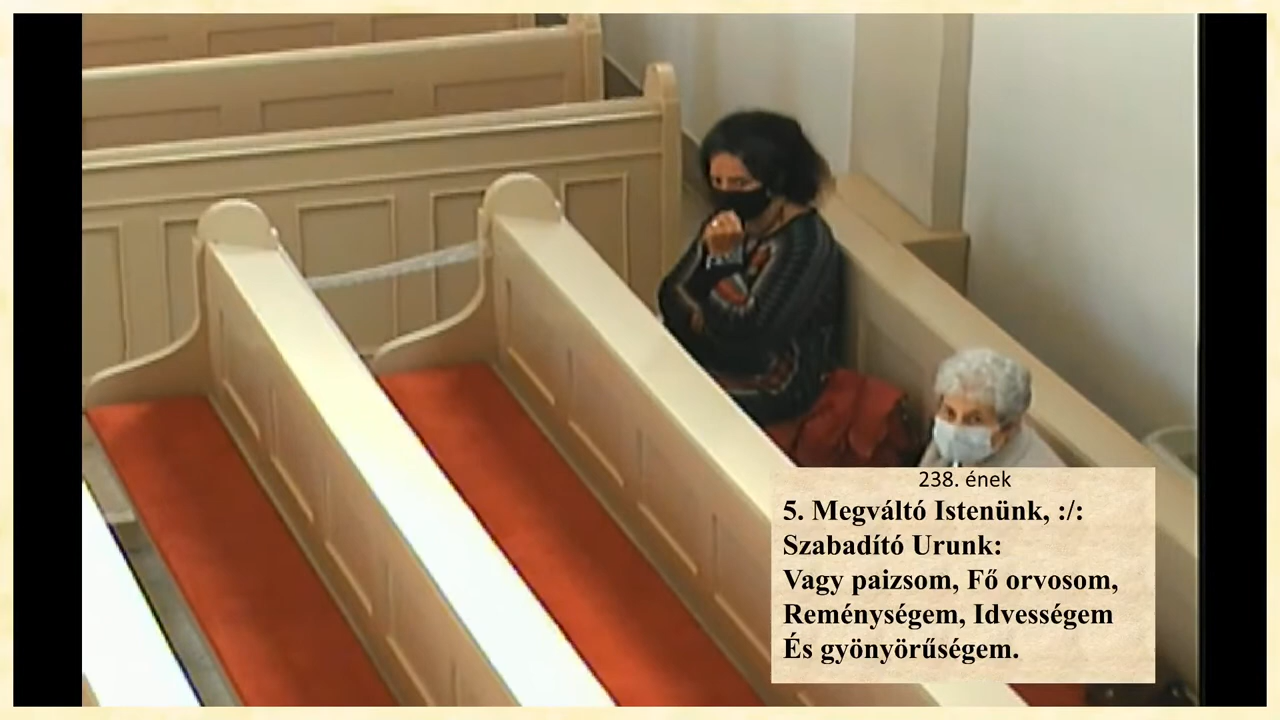 238. ének
5. Megváltó Istenünk, :/:
Szabadító Urunk:
Vagy paizsom, Fő orvosom,
Reménységem, Idvességem
És gyönyörűségem.